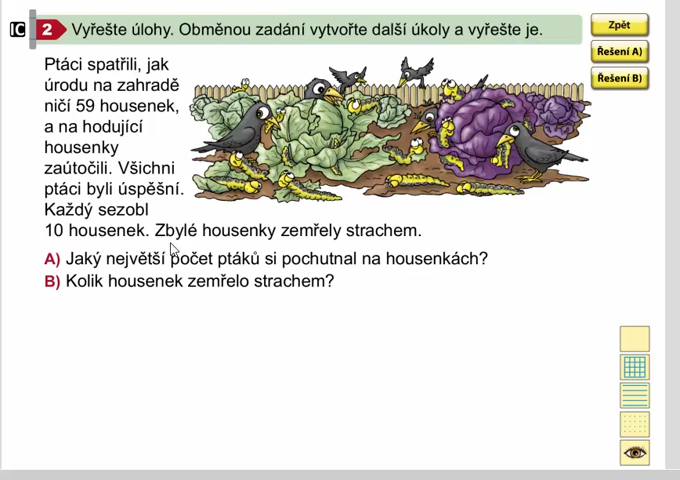 IC 2 Vyřešte úlohy. Obměnou zadání vytvořte další úkoly a vyřešte je.
Zpět
Řešení A)
Řešení B)
Ptáci spatřili, jak
úrodu na zahradě
ničí 59 housenek,
a na hodující
housenky
zaútočili. Všichni
ptáci byli úspěšní.
Každý sezobl
10 housenek. Zbylé housenky zemřely strachem.
A) Jaký největší počet ptáků si pochutnal na housenkách?
B) Kolik housenek zemřelo strachem?